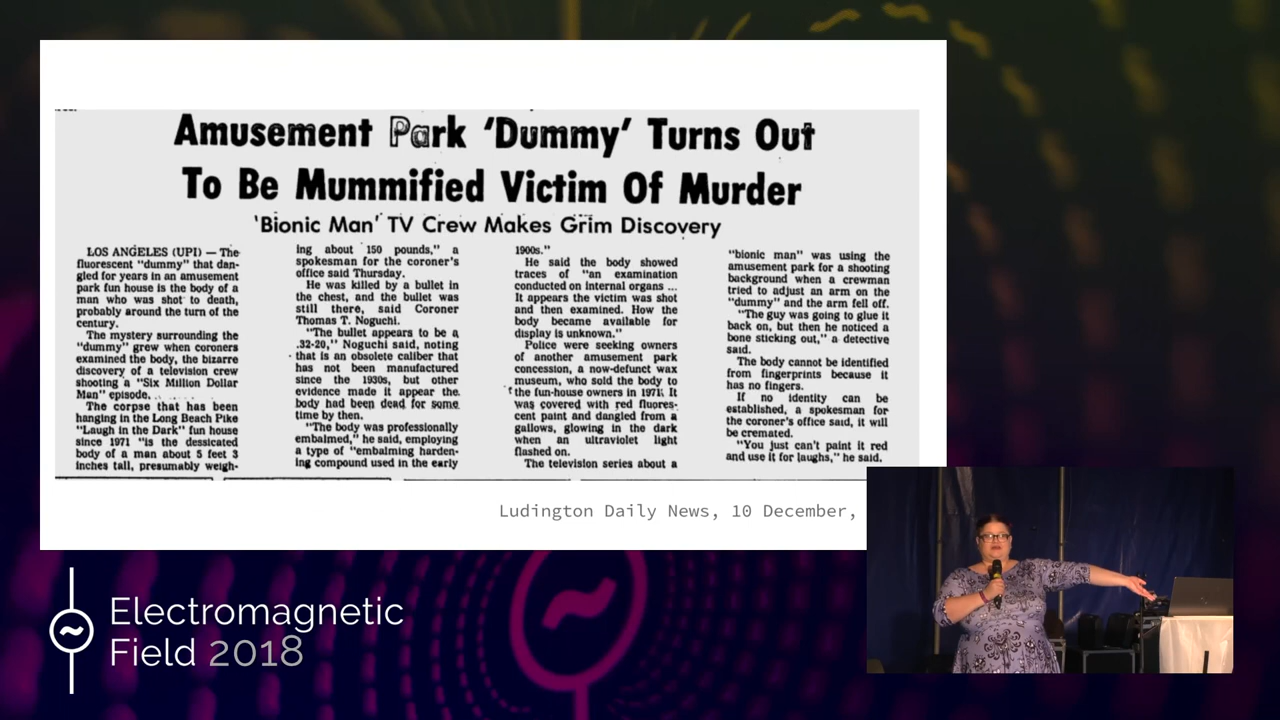 Amusement Park ‘Dummy’ Turns Out
To Be Mummified Victim Of Murder
‘Bionic Man’ TV Crew Makes Grim Discovery
LOS ANGELES (UPI) — The
fluorescent "dummy" that dan-
gled for years in an amusement
park fun house is the body of a
man who was shot to death,
probably around the turn of the
century.
The mystery surrounding the
"dummy" grew when coroners
examined the body, the bizarre
discovery of a television crew
shooting a "Six Million Dollar
Man" episode.
The corpse that has been
hanging in the Long Beach Pike
"Laugh in the Dark" fun house
since 1971 "is the dessicated
body of a man about 5 feet 3
inches tall, presumably weigh-
ing about 150 pounds," a
spokesman for the coroner's
office said Thursday.
He was killed by a bullet in
the chest, and the bullet was
still there, said Coroner
Thomas T. Noguchi.
"The bullet appears to be a
.32-20," Noguchi said, noting
that is an obsolete caliber that
has not been manufactured
since the 1930s, but other
evidence made it appear the
body had been dead for some
time by then.
"The body was professionally
embalmed," he said, employing
a type of "embalming harden-
ing compound used in the early
1900s."
He said the body showed
traces of "an examination
conducted on internal organs ...
It appears the victim was shot
and then examined. How the
body became available for
display is unknown."
Police were seeking owners
of another amusement park
concession, a now-defunct wax
museum, who sold the body to
the fun-house owners in 1971. It
was covered with red fluores-
cent paint and dangled from a
gallows, glowing in the dark
when an ultraviolet light
flashed on.
The television series about a
"bionic man" was using the
amusement park for a shooting
background when a crewman
tried to adjust an arm on the
"dummy" and the arm fell off.
"The guy was going to glue it
back on, but then he noticed a
bone sticking out," a detective
said.
The body cannot be identified
from fingerprints because it
has no fingers.
If no identity can be
established, a spokesman for
the coroner's office said, it will
be cremated.
"You just can't paint it red
and use it for laughs," he said.
Ludington Daily News, 10 December,
Electromagnetic
Field 2018